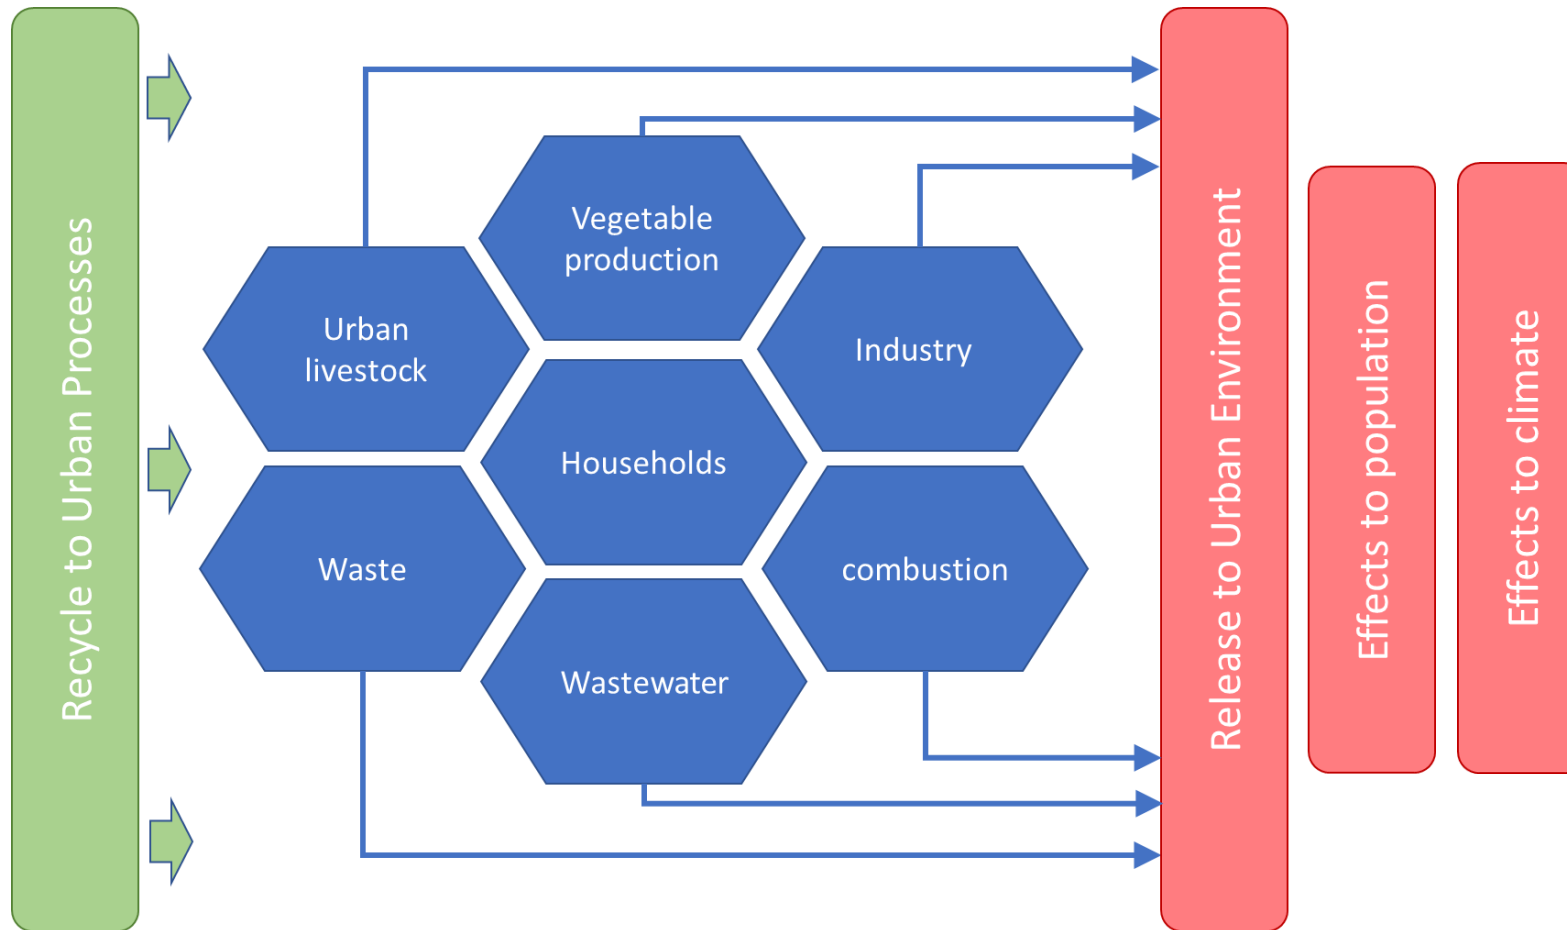 Recycle to Urban Processes
Vegetable
production
Urban
livestock
Industry
Households
Waste
combustion
Wastewater
Release to Urban Environment
Effects to population
Effects to climate